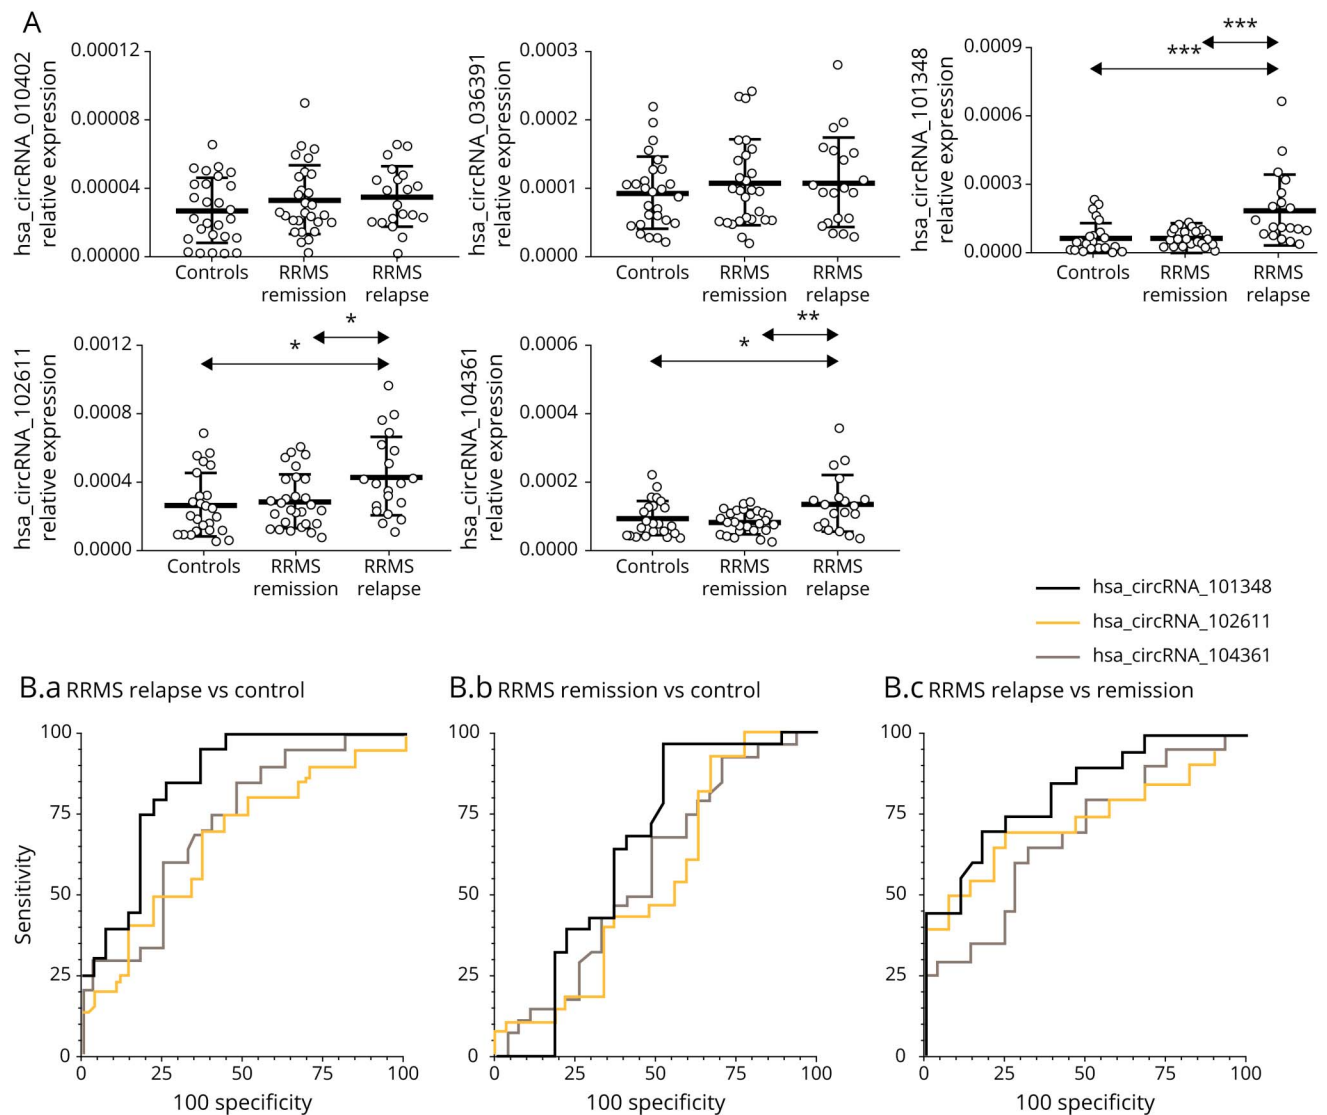 A
hsa_circRNA_010402
relative expression
0.00012
0.00008
0.00004
0.00000
Controls
RRMS
remission
RRMS
relapse
hsa_circRNA_036391
relative expression
0.0003
0.0002
0.0001
0.0000
Controls
RRMS
remission
RRMS
relapse
hsa_circRNA_101348
relative expression
0.0009
0.0006
0.0003
0.0000
***
***
Controls
RRMS
remission
RRMS
relapse
hsa_circRNA_102611
relative expression
0.0012
0.0008
0.0004
0.0000
*
*
Controls
RRMS
remission
RRMS
relapse
hsa_circRNA_104361
relative expression
0.0006
0.0004
0.0002
0.0000
**
*
Controls
RRMS
remission
RRMS
relapse
hsa_circRNA_101348
hsa_circRNA_102611
hsa_circRNA_104361
B.a RRMS relapse vs control
Sensitivity
100
75
50
25
0
0 25 50 75 100
100 specificity
B.b RRMS remission vs control
100
75
50
25
0
0 25 50 75 100
100 specificity
B.c RRMS relapse vs remission
100
75
50
25
0
0 25 50 75 100
100 specificity